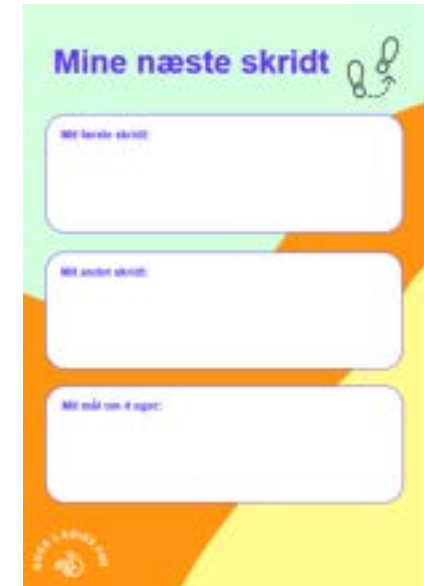 Mine næste skridt
Mit første skridt:
Mit andet skridt:
Mit mål om 4 uger: